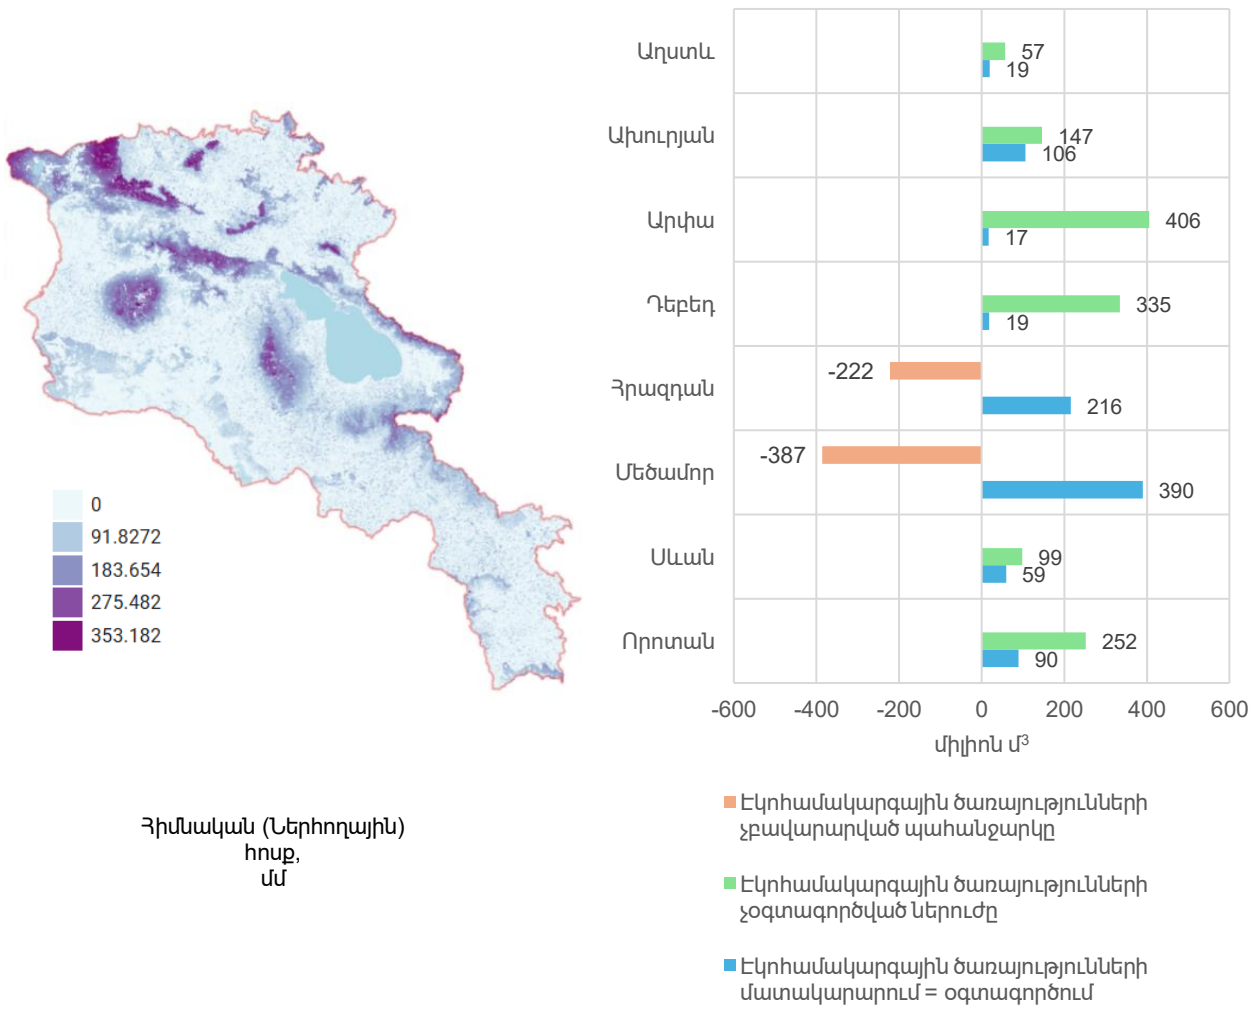 0
91.8272
183.654
275.482
353.182
Հիմնական (Ներհողային)
հոսք,
մմ
Աղստև
57
19
Ախուրյան
147
106
Արփա
406
17
Դեբեդ
335
19
Հրազդան
-222
216
Մեծամոր
-387
390
Սևան
99
59
Որոտան
252
90
-600 -400 -200 0 200 400 600
միլիոն մ³
Էկոհամակարգային ծառայությունների
չբավարարված պահանջարկը
Էկոհամակարգային ծառայությունների
չօգտագործված ներուժը
Էկոհամակարգային ծառայությունների
մատակարարում = օգտագործում